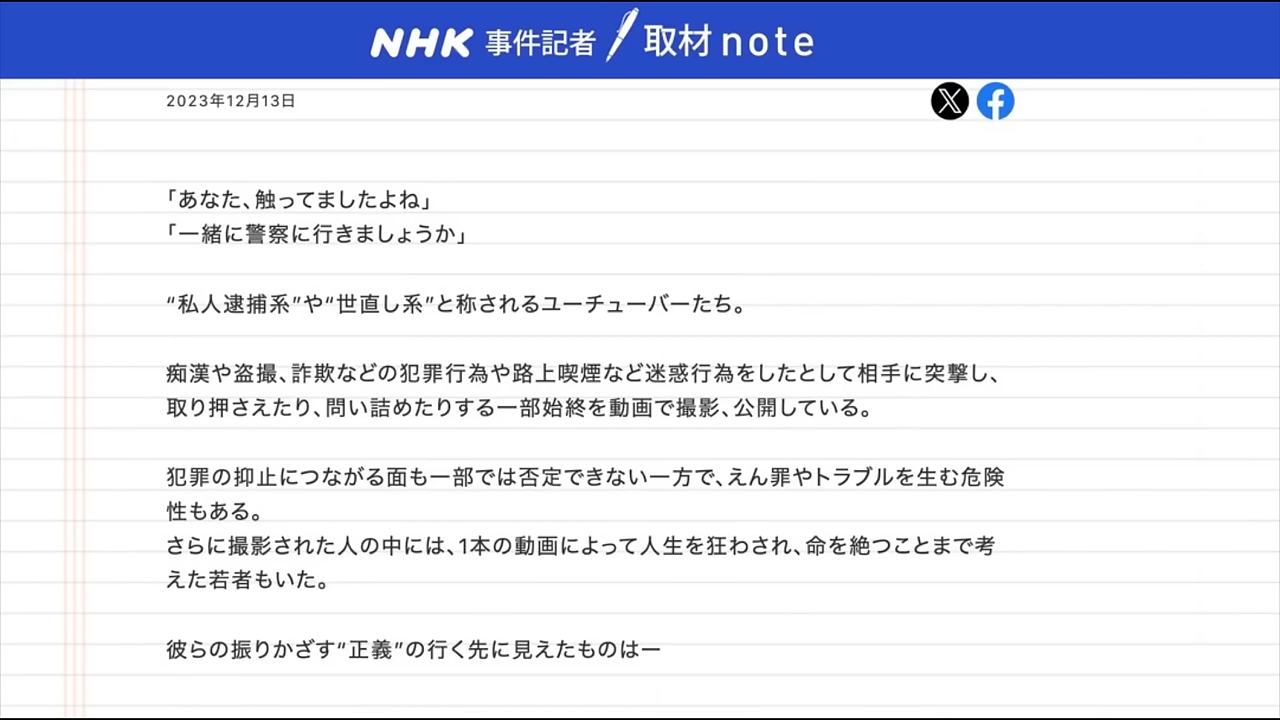 NHK 事件記者 取材note
2023年12月13日
「あなた、触ってましたよね」
「一緒に警察に行きましょうか」
“私人逮捕系”や“世直し系”と称されるユーチューバーたち。
痴漢や盗撮、詐欺などの犯罪行為や路上喫煙など迷惑行為をしたとして相手に突撃し、
取り押さえたり、問い詰めたりする一部始終を動画で撮影、公開している。
犯罪の抑止につながる面も一部では否定できない一方で、えん罪やトラブルを生む危険
性もある。
さらに撮影された人の中には、1本の動画によって人生を狂わされ、命を絶つことまで考
えた若者もいた。
彼らの振りかざす“正義”の行く先に見えたものはー